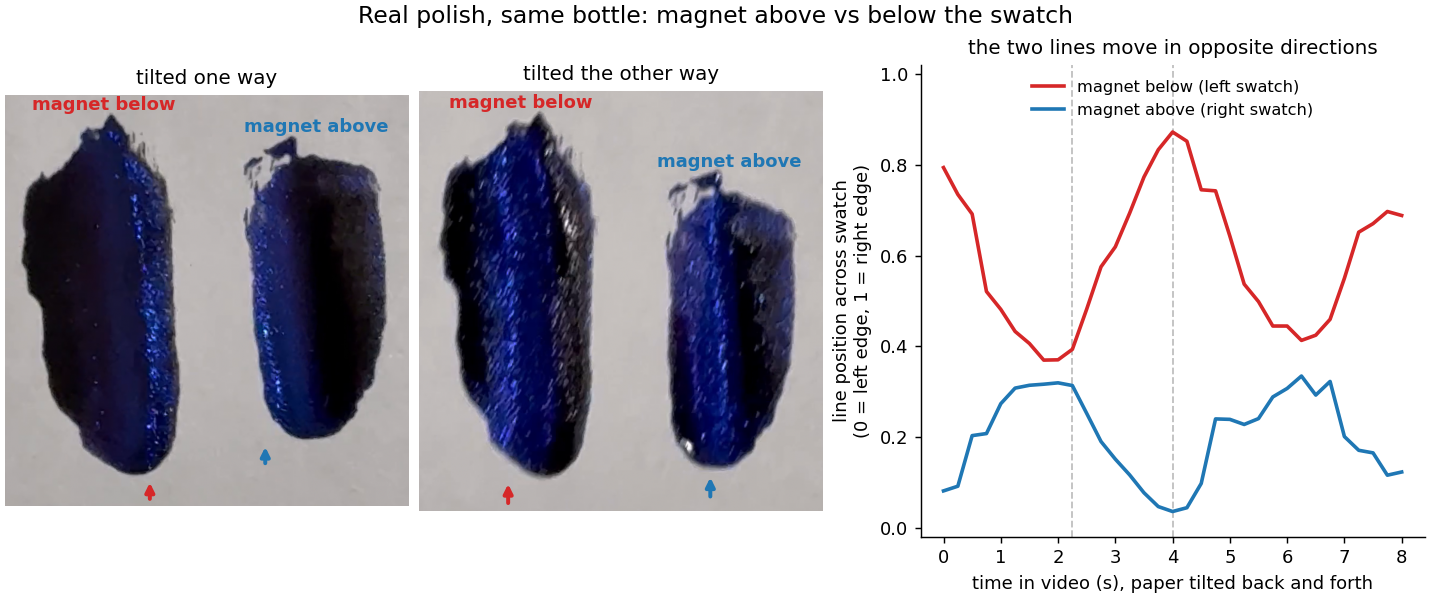 Real polish, same bottle: magnet above vs below the swatch
tilted one way
magnet below
magnet above
tilted the other way
magnet below
magnet above
the two lines move in opposite directions
magnet below (left swatch)
magnet above (right swatch)
line position across swatch
(0 = left edge, 1 = right edge)
1.0
0.8
0.6
0.4
0.2
0.0
0 1 2 3 4 5 6 7 8
time in video (s), paper tilted back and forth